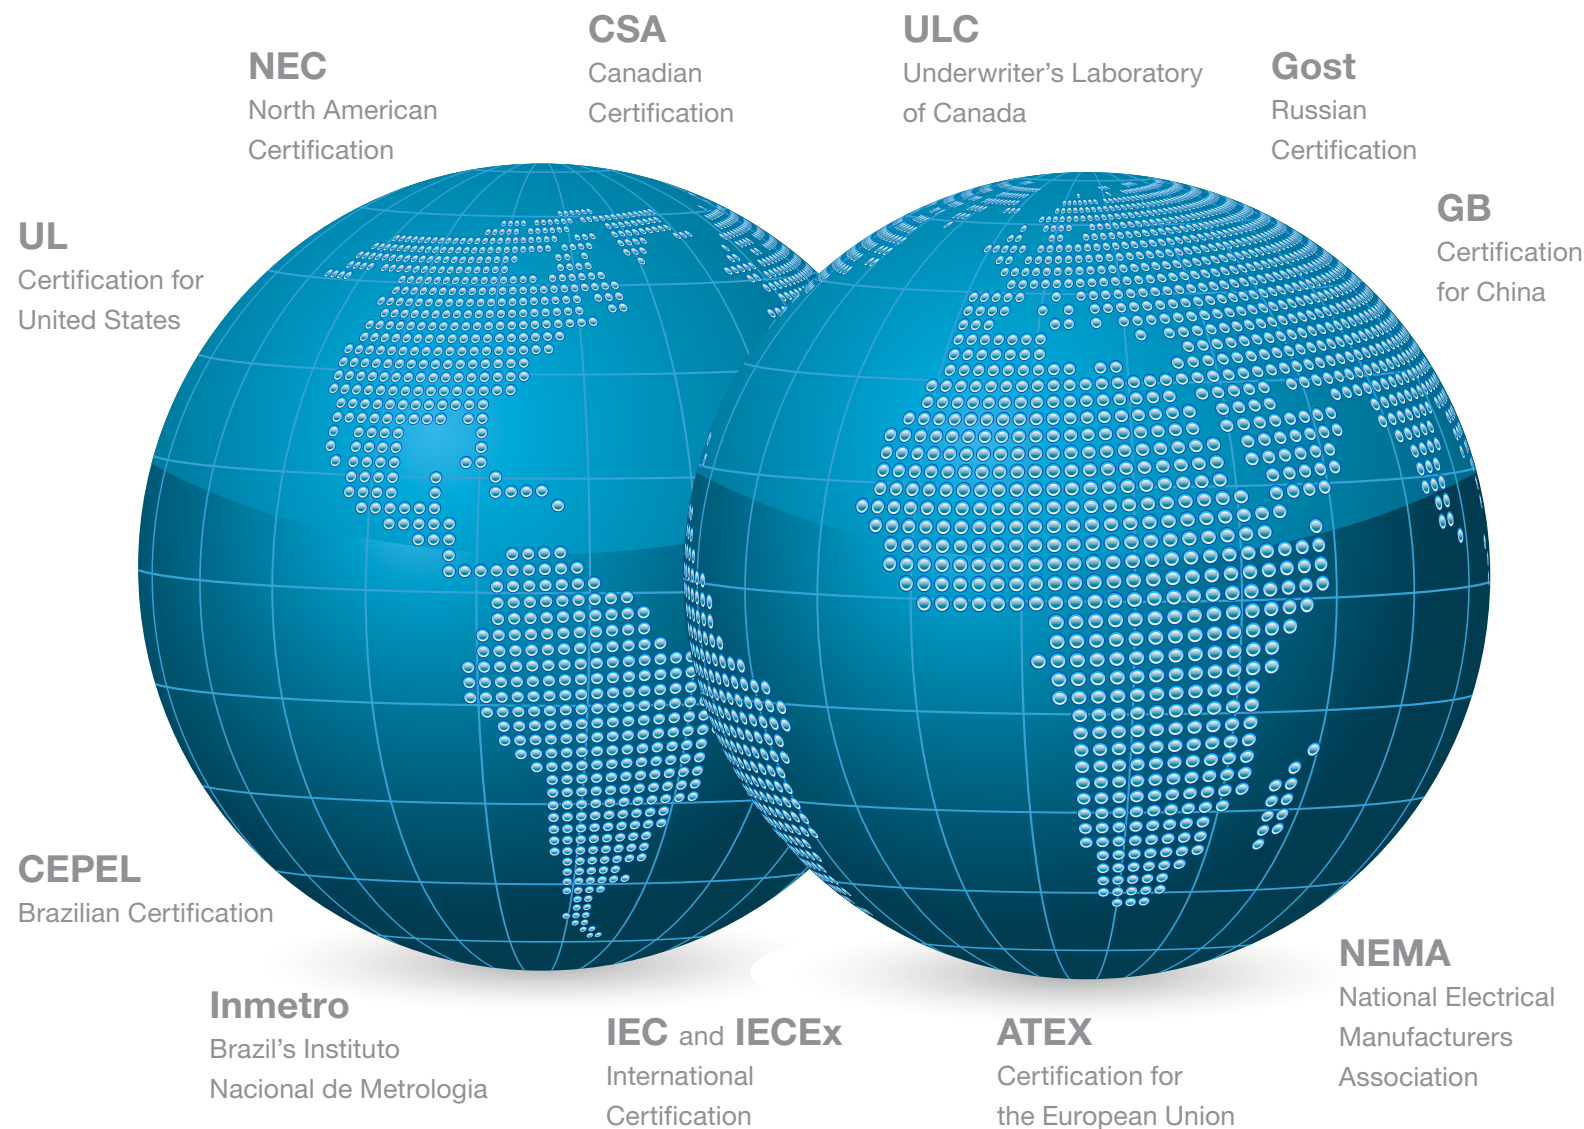 CSA
Canadian
Certification
ULC
Underwriter’s Laboratory
of Canada
NEC
North American
Certification
Gost
Russian
Certification
UL
Certification for
United States
GB
Certification
for China
CEPEL
Brazilian Certification
Inmetro
Brazil’s Instituto
Nacional de Metrologia
IEC and IECEx
International
Certification
ATEX
Certification for
the European Union
NEMA
National Electrical
Manufacturers
Association